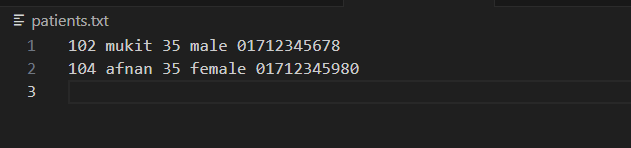 patients.txt
1 102 mukit 35 male 01712345678
2 104 afnan 35 female 01712345980
3